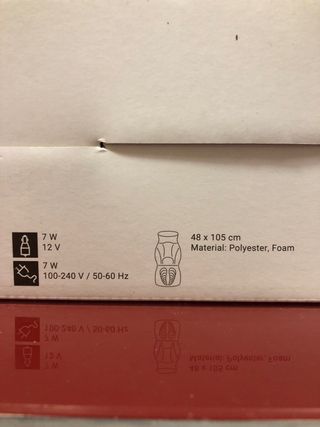 7 W
12 V
7 W
100-240 V / 50-60 Hz
48 x 105 cm
Material: Polyester, Foam